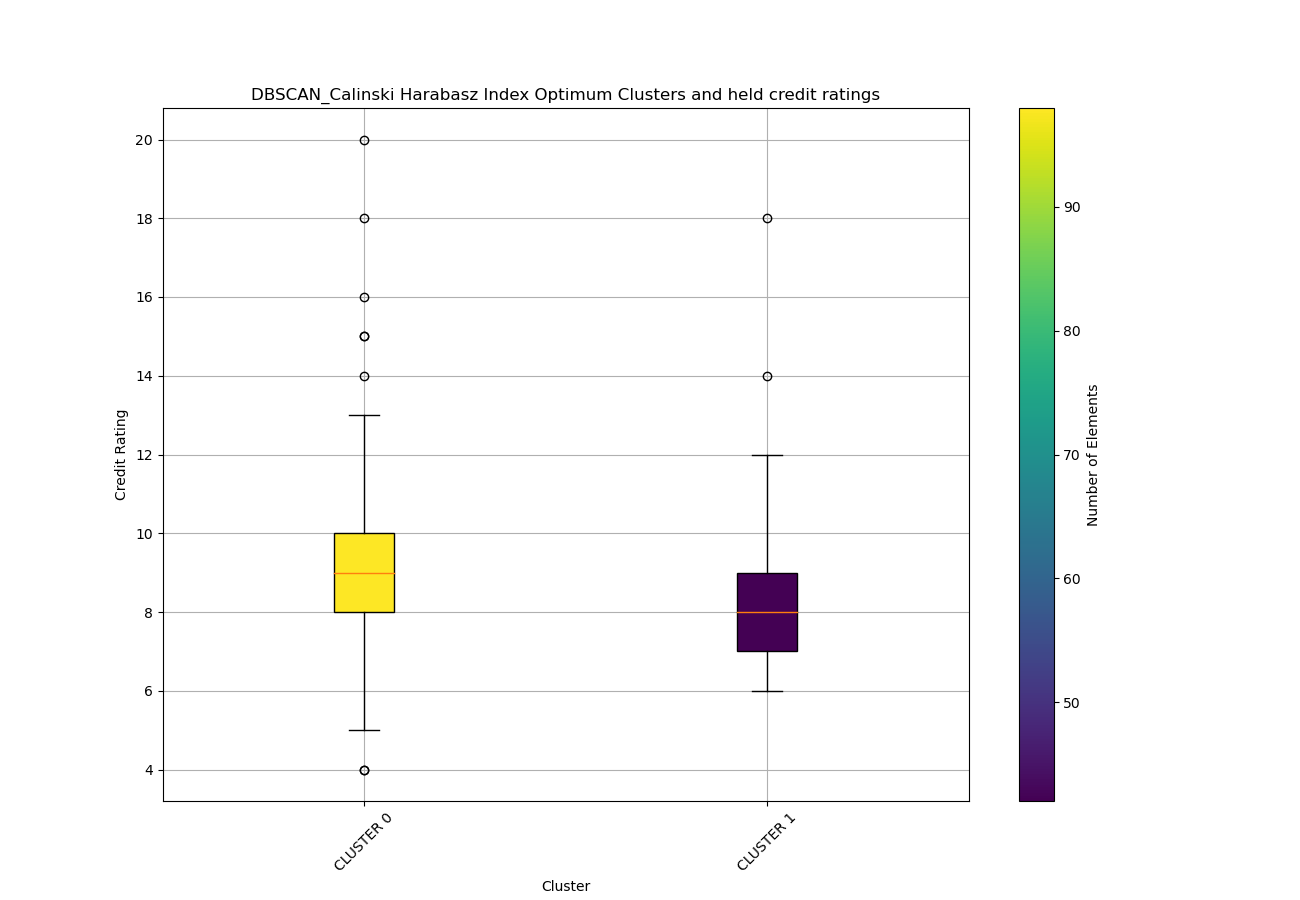 DBSCAN_Calinski Harabasz Index Optimum Clusters and held credit ratings
20
18
16
14
12
10
8
6
4
Credit Rating
CLUSTER 0
CLUSTER 1
Cluster
90
80
70
60
50
Number of Elements